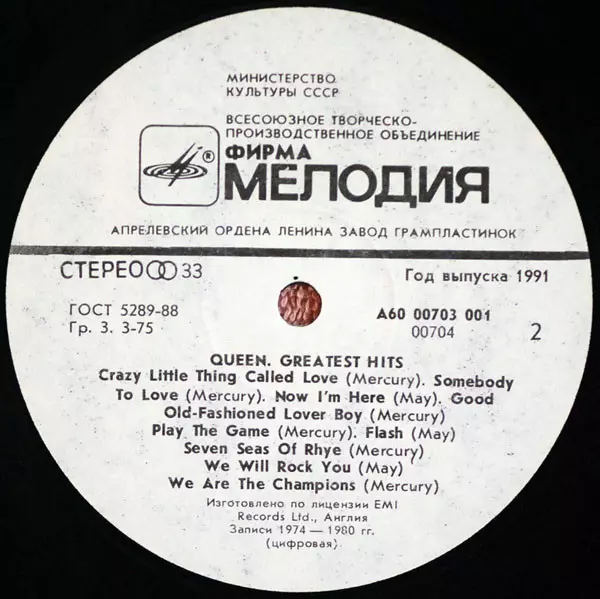 МИНИСТЕРСТВО
КУЛЬТУРЫ СССР
ВСЕСОЮЗНОЕ ТВОРЧЕСКО-
ПРОИЗВОДСТВЕННОЕ ОБЪЕДИНЕНИЕ
®
ФИРМА
МЕЛОДИЯ
АПРЕЛЕВСКИЙ ОРДЕНА ЛЕНИНА ЗАВОД ГРАМПЛАСТИНОК
СТЕРЕО 33
Год выпуска 1991
ГОСТ 5289-88
Гр. 3. 3-75
А60 00703 001
00704
2
QUEEN. GREATEST HITS
Crazy Little Thing Called Love (Mercury). Somebody
To Love (Mercury). Now I'm Here (May). Good
Old-Fashioned Lover Boy (Mercury)
Play The Game (Mercury). Flash (May)
Seven Seas Of Rhye (Mercury)
We Will Rock You (May)
We Are The Champions (Mercury)
Изготовлено по лицензии EMI
Records Ltd., Англия
Записи 1974 — 1980 гг.
(цифровая)